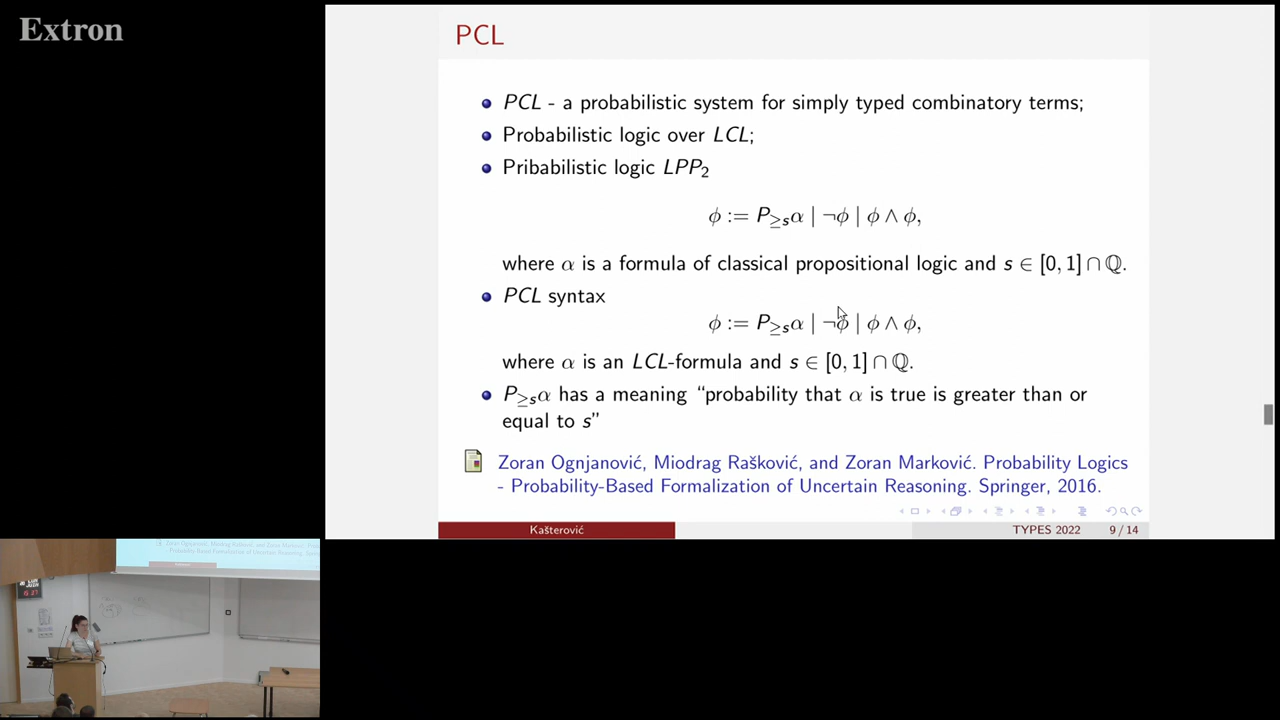 Extron
PCL
PCL - a probabilistic system for simply typed combinatory terms;
Probabilistic logic over LCL;
Pribabilistic logic LPP₂
ϕ := P≥sα | ¬ϕ | ϕ ∧ ϕ,
where α is a formula of classical propositional logic and s ∈ [0, 1] ∩ ℚ.
PCL syntax
ϕ := P≥sα | ¬ϕ | ϕ ∧ ϕ,
where α is an LCL-formula and s ∈ [0, 1] ∩ ℚ.
P≥sα has a meaning “probability that α is true is greater than or
equal to s”
Zoran Ognjanović, Miodrag Rašković, and Zoran Marković. Probability Logics
- Probability-Based Formalization of Uncertain Reasoning. Springer, 2016.
Kašterović TYPES 2022 9 / 14